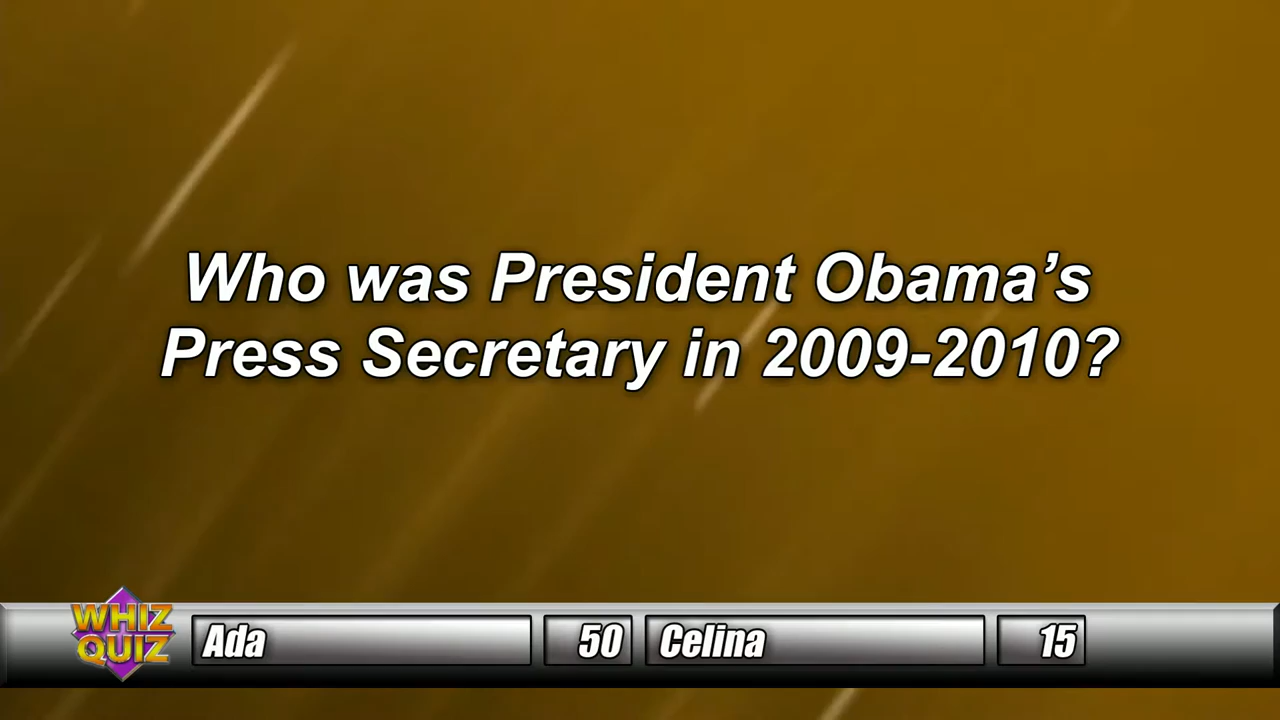 Who was President Obama’s
Press Secretary in 2009-2010?
WHIZ
QUIZ
Ada 50 Celina 15